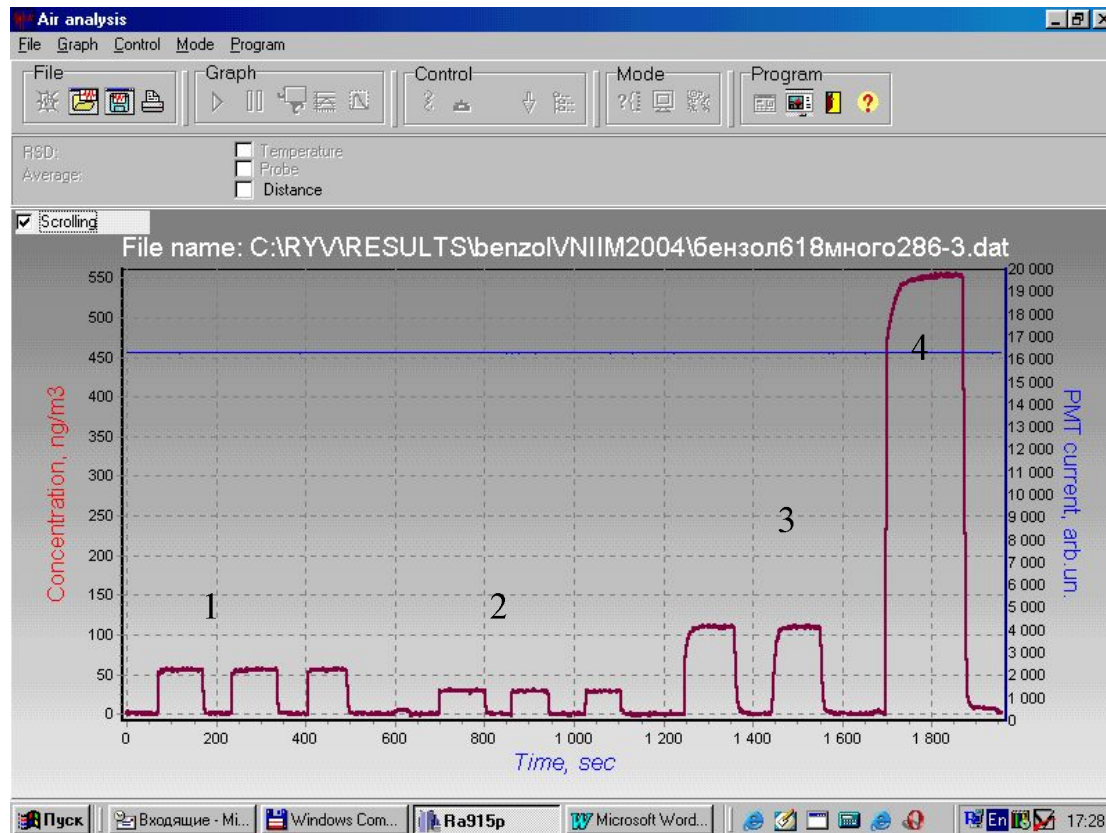 Air analysis
File Graph Control Mode Program
File Graph Control Mode Program
RSD:
Average:
Temperature
Probe
Distance
Scrolling
File name: C:\RYV\RESULTS\benzolVNIIM2004\бензол618много286-3.dat
Concentration, ng/m3
550
500
450
400
350
300
250
200
150
100
50
0
1
2
3
4
20 000
19 000
18 000
17 000
16 000
15 000
14 000
13 000
12 000
11 000
10 000
9 000
8 000
7 000
6 000
5 000
4 000
3 000
2 000
1 000
0
PMT current, arb.un.
0 200 400 600 800 1 000 1 200 1 400 1 600 1 800
Time, sec
Пуск Входящие - Mi... Windows Com... Ra915p Microsoft Word... En 17:28